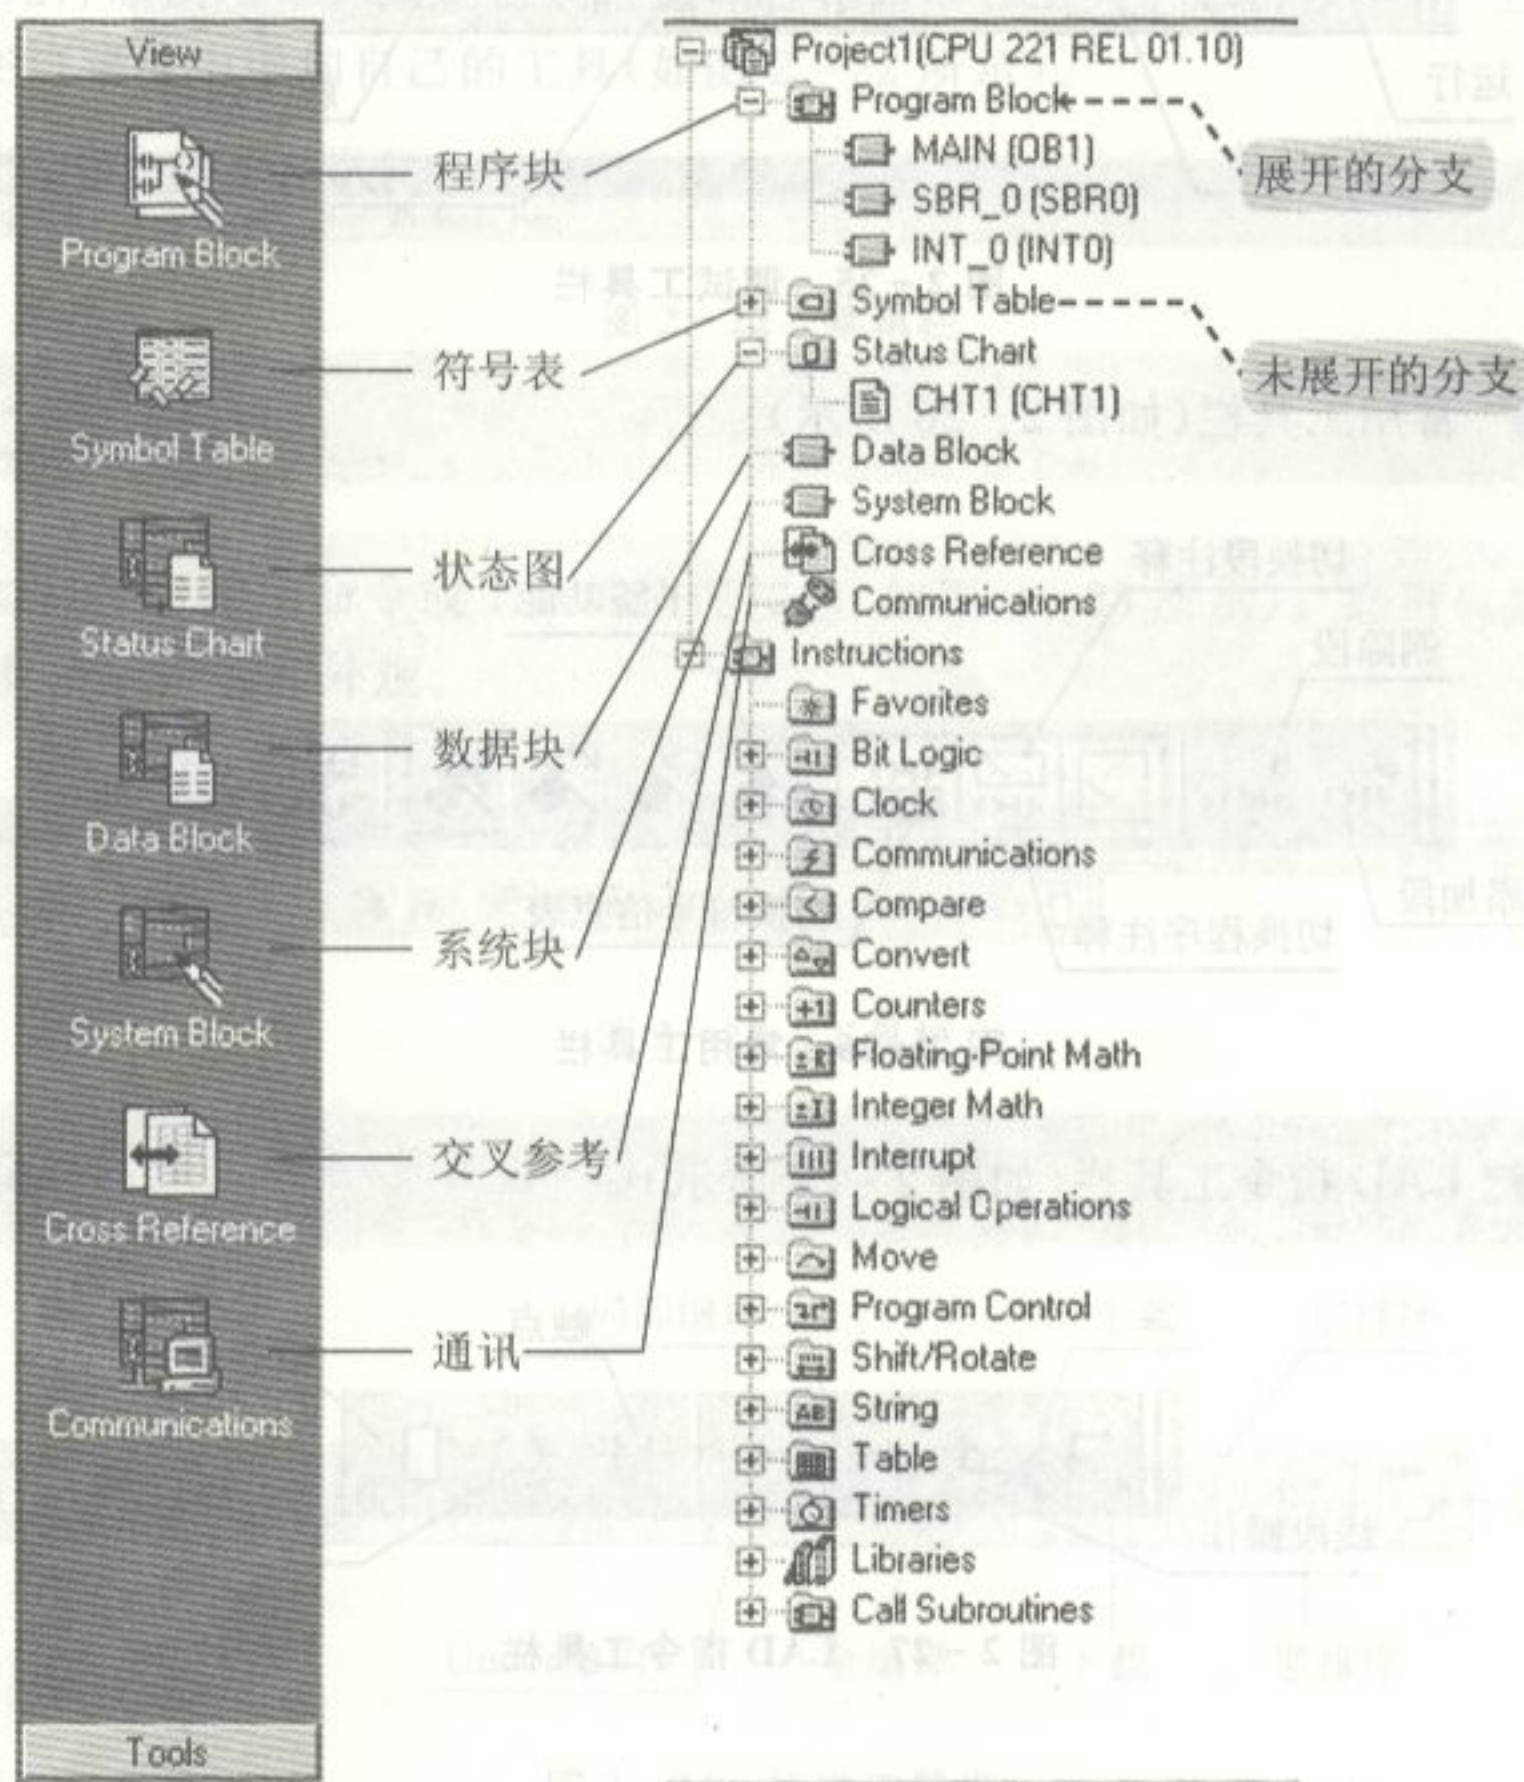 View
Program Block
Symbol Table
Status Chart
Data Block
System Block
Cross Reference
Communications
Tools
程序块
符号表
状态图
数据块
系统块
交叉参考
通讯
Project1(CPU 221 REL 01.10)
Program Block
MAIN (OB1)
SBR_0 (SBR0)
INT_0 (INT0)
Symbol Table
Status Chart
CHT1 (CHT1)
Data Block
System Block
Cross Reference
Communications
Instructions
Favorites
Bit Logic
Clock
Communications
Compare
Convert
Counters
Floating-Point Math
Integer Math
Interrupt
Logical Operations
Move
Program Control
Shift/Rotate
String
Table
Timers
Libraries
Call Subroutines
展开的分支
未展开的分支